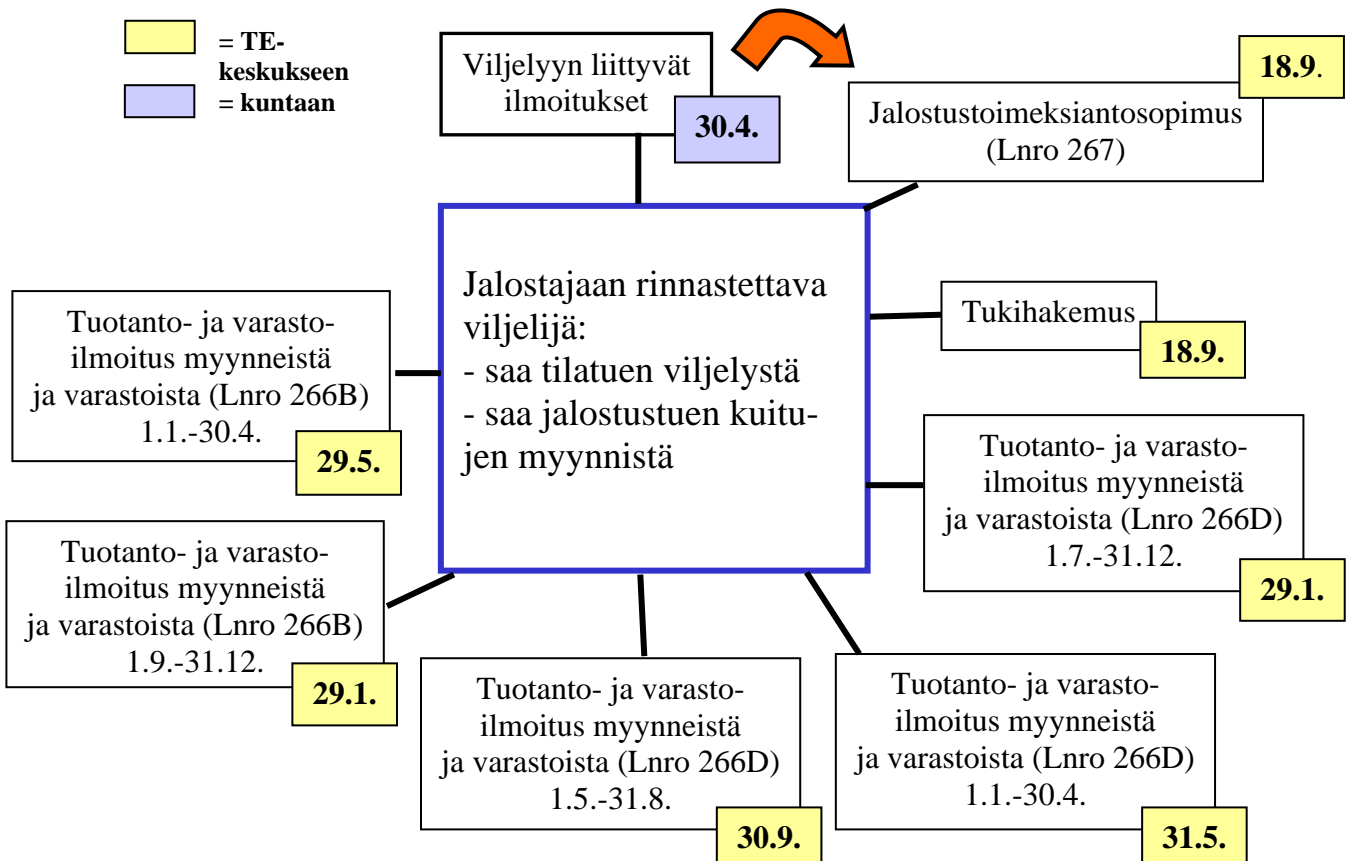 = TE-
keskukseen
= kuntaan
Viljelyyn liittyvät
ilmoitukset
30.4.
18.9.
Jalostustoimeksiantosopimus
(Lnro 267)
Jalostajaan rinnastettava
viljelijä:
- saa tilatuen viljelystä
- saa jalostustuen kuitu-
jen myynnistä
Tukihakemus
18.9.
Tuotanto- ja varasto-
ilmoitus myynneistä
ja varastoista (Lnro 266D)
1.7.-31.12.
29.1.
Tuotanto- ja varasto-
ilmoitus myynneistä
ja varastoista (Lnro 266D)
1.1.-30.4.
31.5.
Tuotanto- ja varasto-
ilmoitus myynneistä
ja varastoista (Lnro 266D)
1.5.-31.8.
30.9.
Tuotanto- ja varasto-
ilmoitus myynneistä
ja varastoista (Lnro 266B)
1.9.-31.12.
29.1.
Tuotanto- ja varasto-
ilmoitus myynneistä
ja varastoista (Lnro 266B)
1.1.-30.4.
29.5.